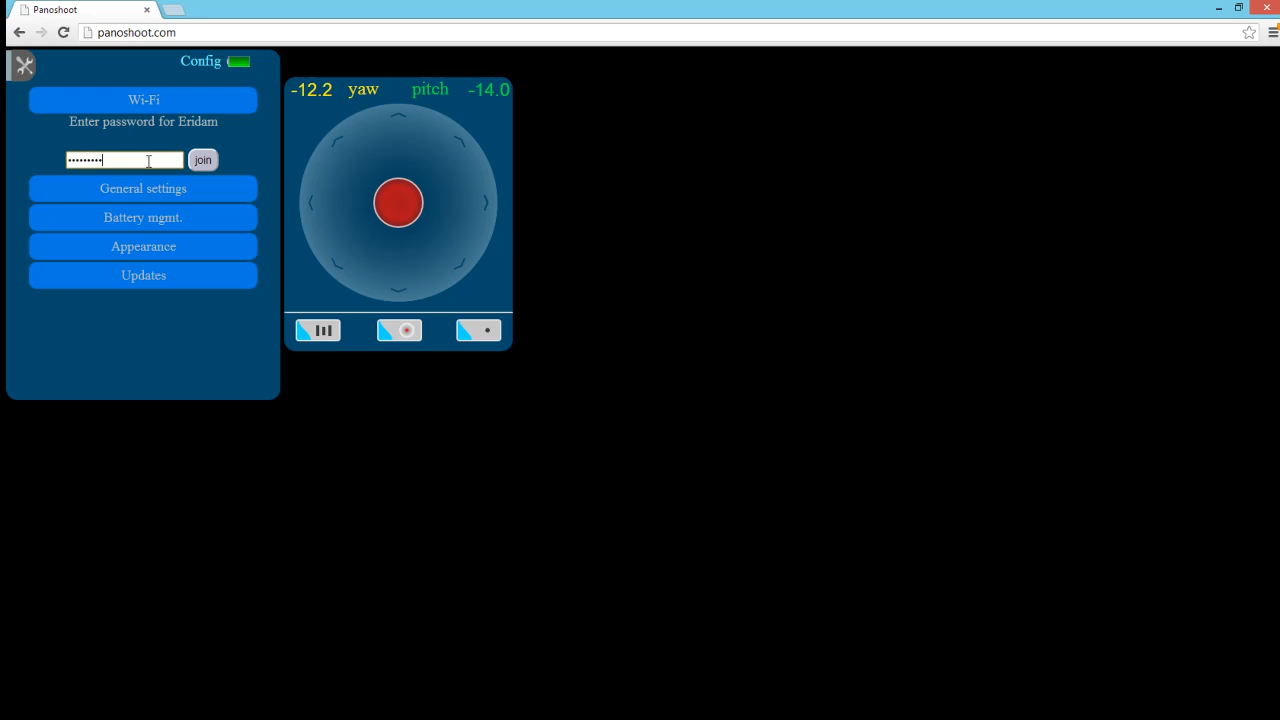 Panoshoot
panoshoot.com
Config
Wi-Fi
Enter password for Eridam
•••••••••
join
General settings
Battery mgmt.
Appearance
Updates
-12.2 yaw pitch -14.0